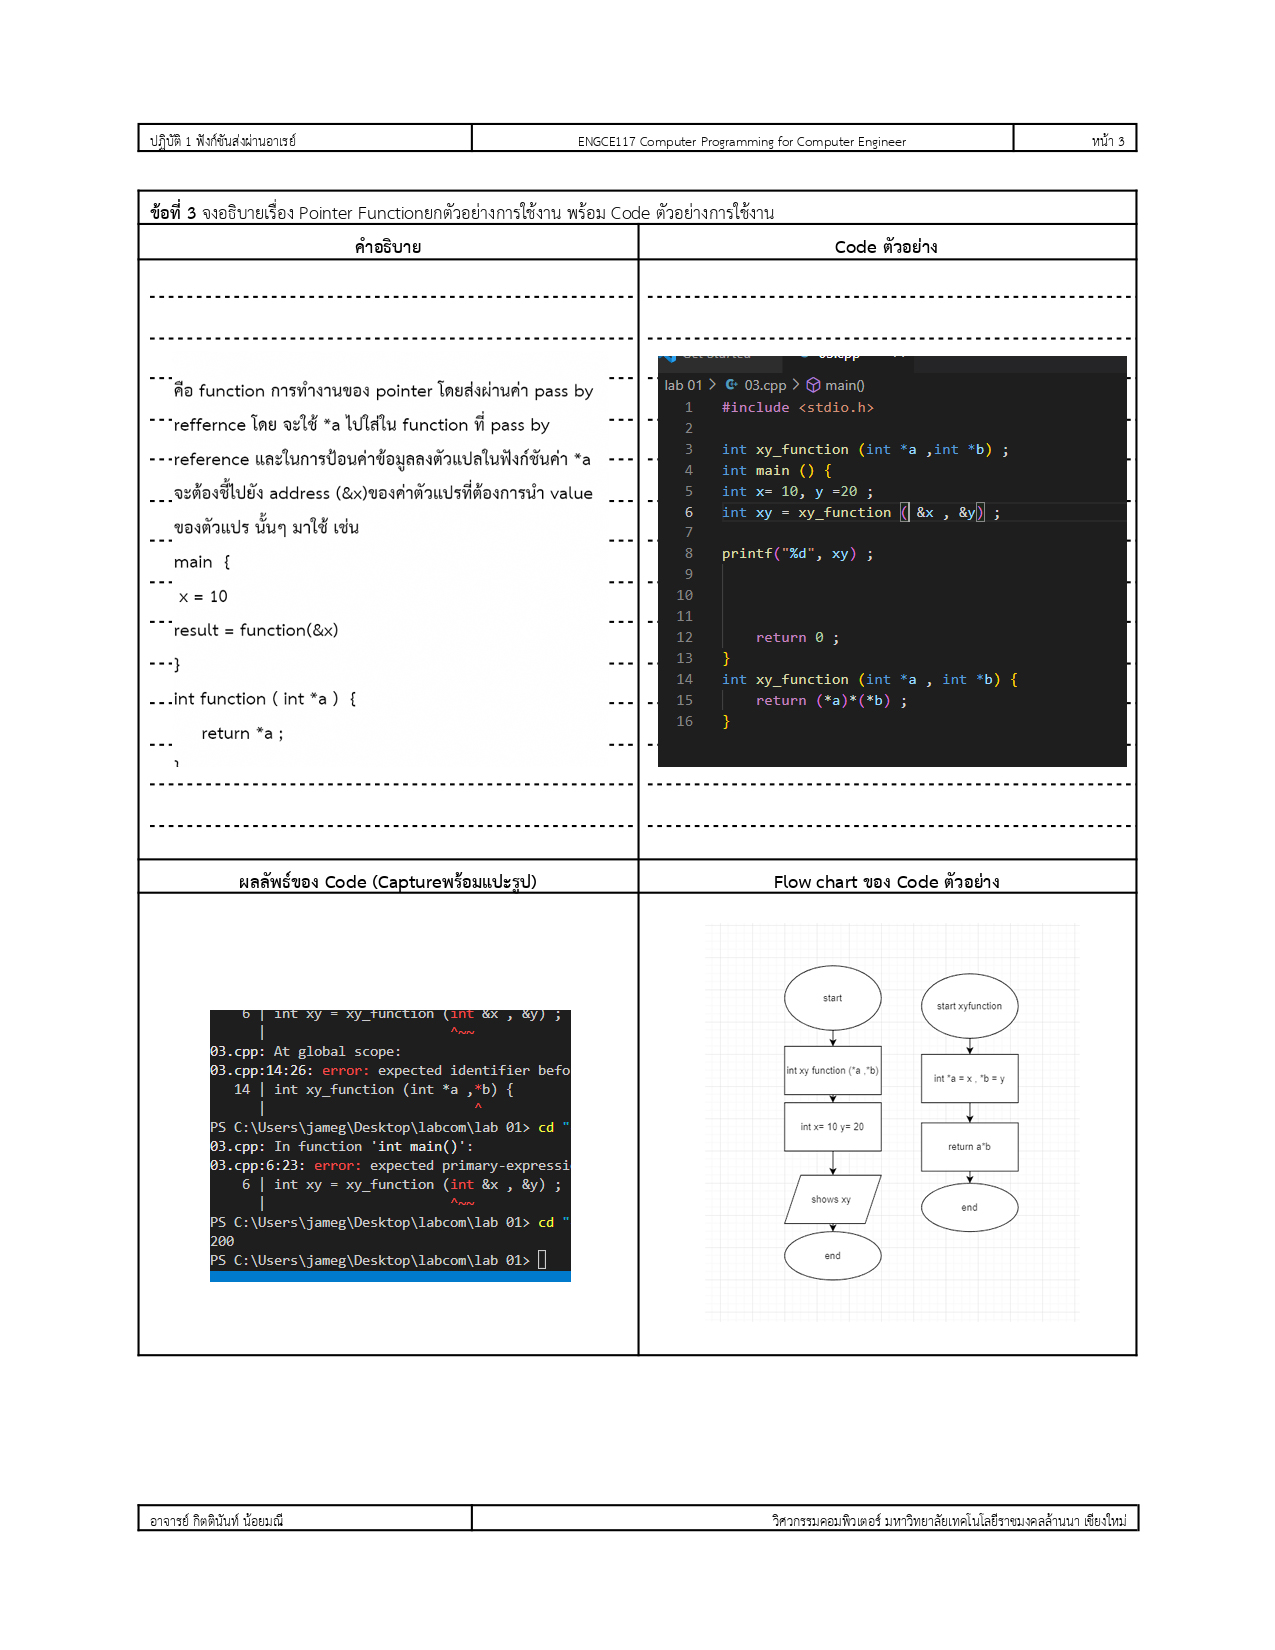 ปฏิบัติ 1 ฟังก์ชันส่งผ่านอาเรย์
ENGCE117 Computer Programming for Computer Engineer
หน้า 3
ข้อที่ 3 จงอธิบายเรื่อง Pointer Functionยกตัวอย่างการใช้งาน พร้อม Code ตัวอย่างการใช้งาน
คำอธิบาย
คือ function การทำงานของ pointer โดยส่งผ่านค่า pass by
reffernce โดย จะใช้ *a ไปใส่ใน function ที่ pass by
reference และในการป้อนค่าข้อมูลลงตัวแปลในฟังก์ชันค่า *a
จะต้องชี้ไปยัง address (&x)ของค่าตัวแปรที่ต้องการนำ value
ของตัวแปร นั้นๆ มาใช้ เช่น
main {
x = 10
result = function(&x)
}
int function ( int *a ) {
return *a ;
}
Code ตัวอย่าง
03.cpp
lab 01 > 03.cpp > main()
1 #include <stdio.h>
2
3 int xy_function (int *a ,int *b) ;
4 int main () {
5 int x= 10, y =20 ;
6 int xy = xy_function ( &x , &y) ;
7
8 printf("%d", xy) ;
9
10
11
12 return 0 ;
13 }
14 int xy_function (int *a , int *b) {
15 return (*a)*(*b) ;
16 }
ผลลัพธ์ของ Code (Captureพร้อมแปะรูป)
6 | int xy = xy_function (int &x , &y) ;
| ^~~
03.cpp: At global scope:
03.cpp:14:26: error: expected identifier befo
14 | int xy_function (int *a ,*b) {
| ^
PS C:\Users\jameg\Desktop\labcom\lab 01> cd "
03.cpp: In function 'int main()':
03.cpp:6:23: error: expected primary-expressi
6 | int xy = xy_function (int &x , &y) ;
| ^~~
PS C:\Users\jameg\Desktop\labcom\lab 01> cd "
200
PS C:\Users\jameg\Desktop\labcom\lab 01>
Flow chart ของ Code ตัวอย่าง
start
int xy function (*a ,*b)
int x= 10 y= 20
shows xy
end
start xyfunction
int *a = x , *b = y
return a*b
end
อาจารย์ กิตตินันท์ น้อยมณี
วิศวกรรมคอมพิวเตอร์ มหาวิทยาลัยเทคโนโลยีราชมงคลล้านนา เชียงใหม่